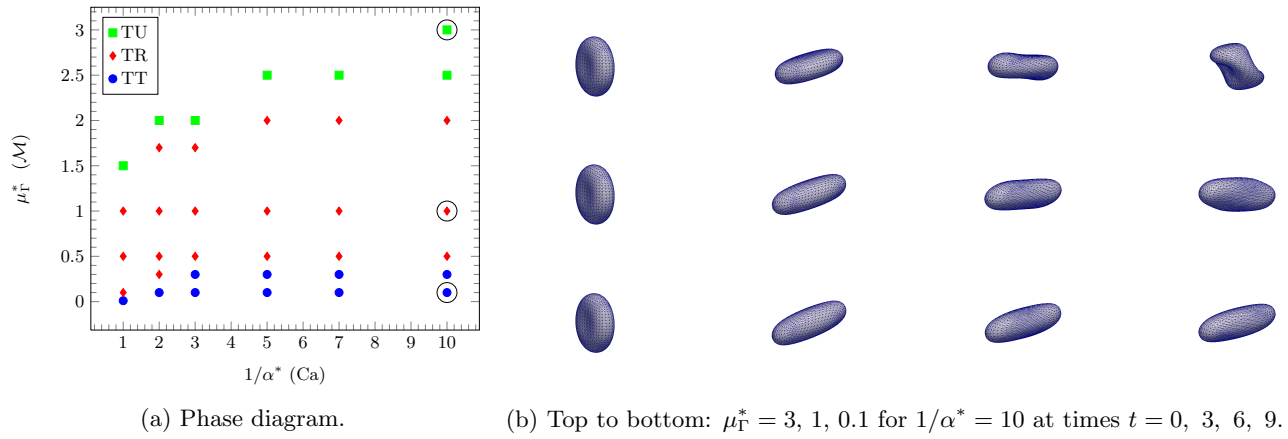 TU
TR
TT
3
2.5
2
1.5
1
0.5
0
μ*Γ (ℳ)
1 2 3 4 5 6 7 8 9 10
1/α* (Ca)
(a) Phase diagram.
(b) Top to bottom: μ*Γ = 3, 1, 0.1 for 1/α* = 10 at times t = 0, 3, 6, 9.